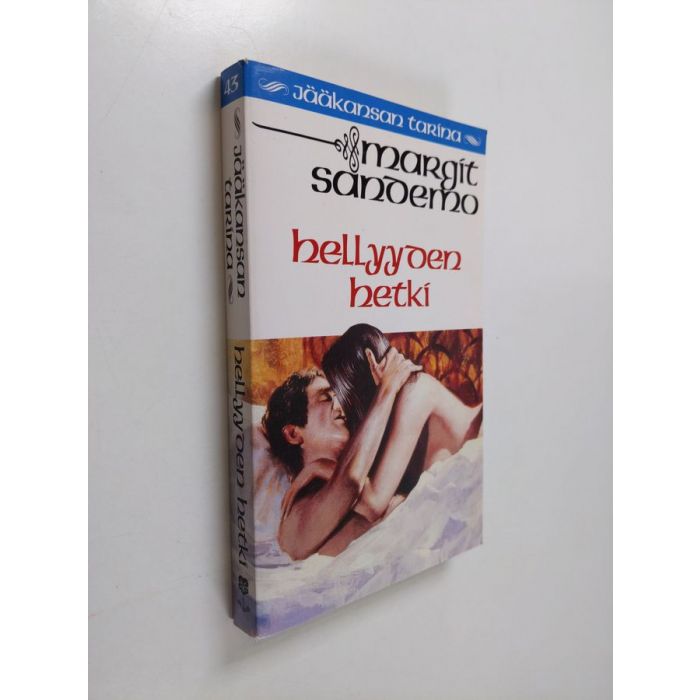 43
Jääkansan tarina
hellyyden hetki
Jääkansan tarina
margit
sandemo
hellyyden
hetki